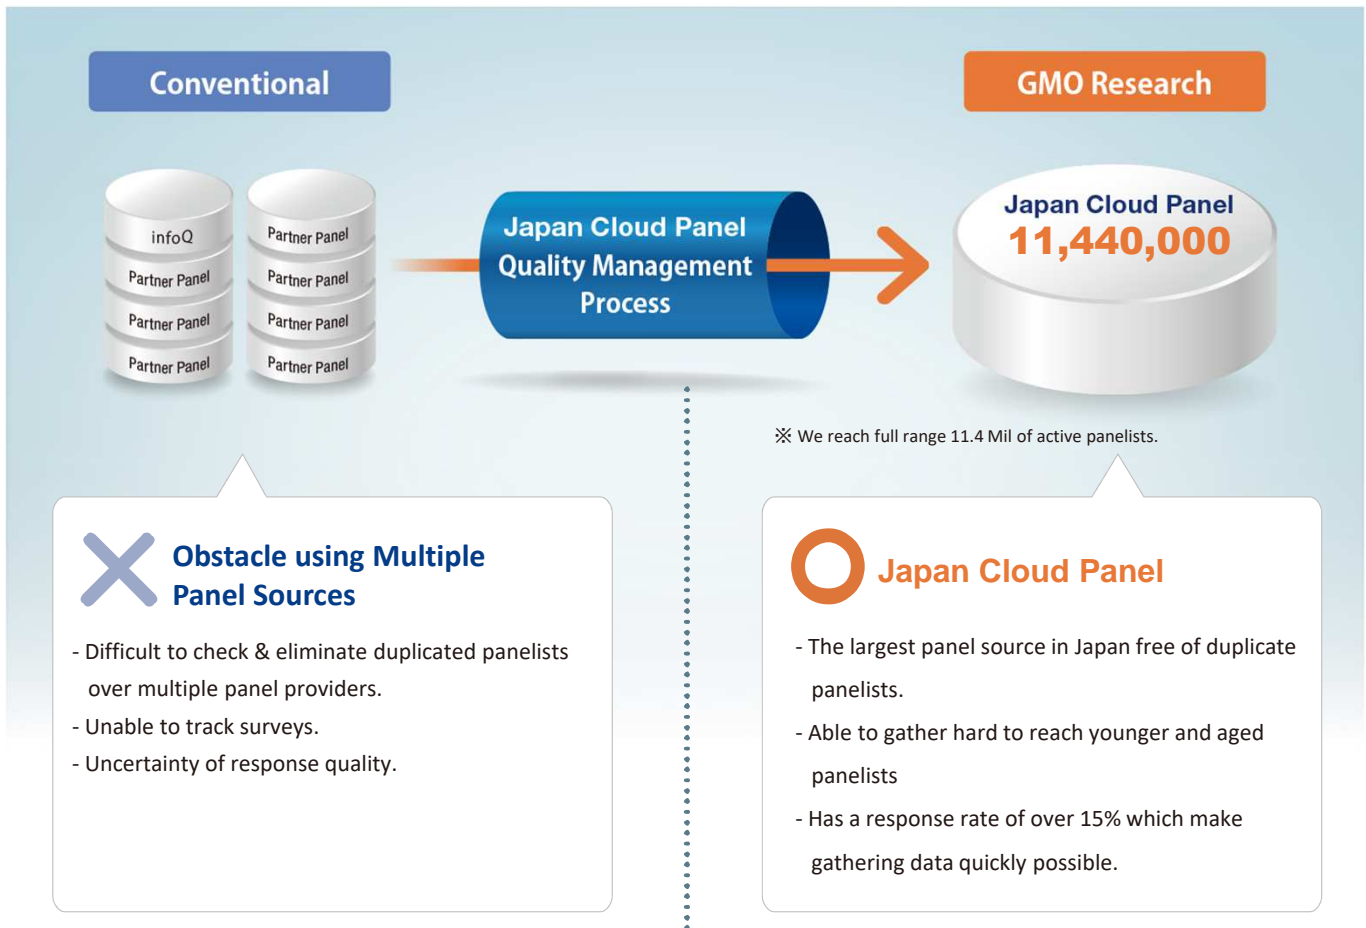 Conventional
GMO Research
infoQ
Partner Panel
Partner Panel
Partner Panel
Partner Panel
Partner Panel
Partner Panel
Partner Panel
Japan Cloud Panel
Quality Management
Process
Japan Cloud Panel
11,440,000
※ We reach full range 11.4 Mil of active panelists.
Obstacle using Multiple
Panel Sources
- Difficult to check & eliminate duplicated panelists
over multiple panel providers.
- Unable to track surveys.
- Uncertainty of response quality.
Japan Cloud Panel
- The largest panel source in Japan free of duplicate
panelists.
- Able to gather hard to reach younger and aged
panelists
- Has a response rate of over 15% which make
gathering data quickly possible.